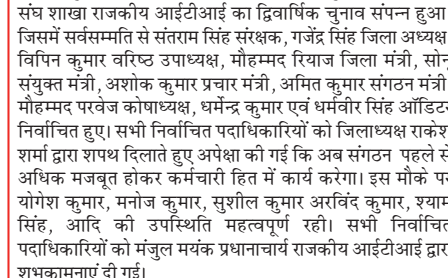 संघ शाखा राजकीय आईटीआई का द्विवार्षिक चुनाव संपन्न हुआ
जिसमें सर्वसम्मति से संतराम सिंह संरक्षक, गजेंद्र सिंह जिला अध्यक्ष
विपिन कुमार वरिष्ठ उपाध्यक्ष, मौहम्मद रियाज जिला मंत्री,
संयुक्त मंत्री, अशोक कुमार प्रचार मंत्री, अमित कुमार संगठन मंत्री
मौहम्मद परवेज कोषाध्यक्ष, धर्मेन्द्र कुमार एवं धर्मवीर सिंह
निर्वाचित हुए। सभी निर्वाचित पदाधिकारियों को जिलाध्यक्ष राकेश
शर्मा द्वारा शपथ दिलाते हुए अपेक्षा की गई कि अब संगठन पहले से
अधिक मजबूत होकर कर्मचारी हित में कार्य करेगा। इस मौके
योगेश कुमार, मनोज कुमार, सुशील कुमार अरविंद कुमार, श्याम
सिंह, आदि की उपस्थिति महत्वपूर्ण रही। सभी
पदाधिकारियों को मंजुल मयंक प्रधानाचार्य राजकीय आईटीआई
शुभकामनाएं दी गई।